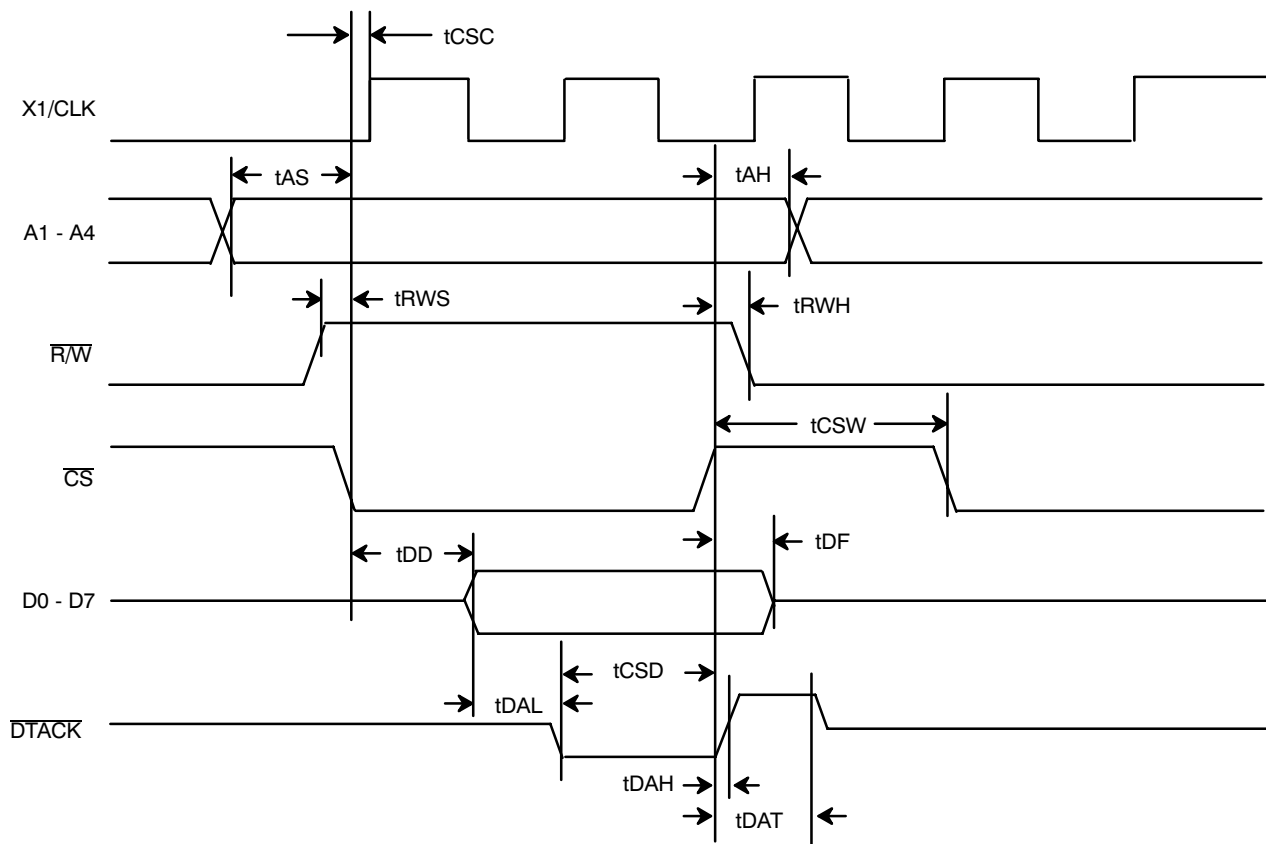 tCSC
X1/CLK
tAS
tAH
A1 - A4
tRWS
tRWH
R/W
tCSW
CS
tDD
tDF
D0 - D7
tCSD
tDAL
DTACK
tDAH
tDAT